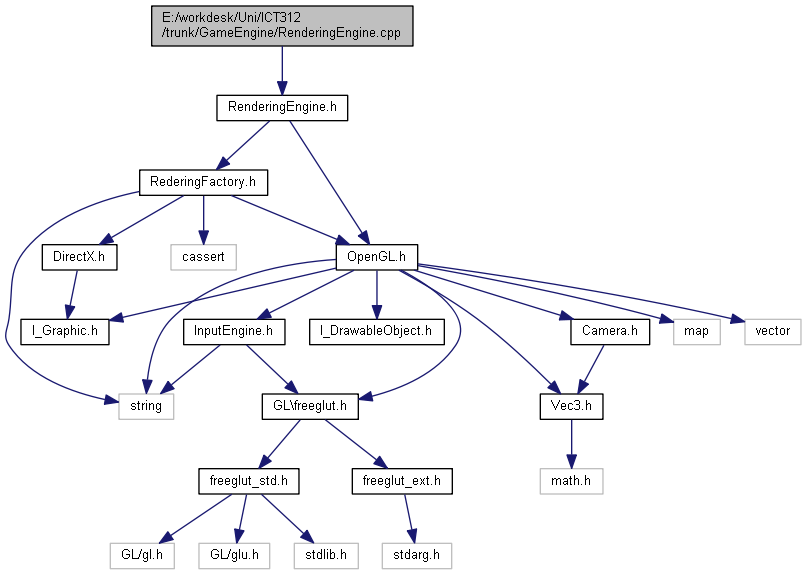 E:/workdesk/Uni/ICT312
/trunk/GameEngine/RenderingEngine.cpp
RenderingEngine.h
RederingFactory.h
DirectX.h
cassert
OpenGL.h
I_Graphic.h
InputEngine.h
I_DrawableObject.h
Camera.h
map
vector
string
GL\freeglut.h
Vec3.h
freeglut_std.h
freeglut_ext.h
math.h
GL/gl.h
GL/glu.h
stdlib.h
stdarg.h